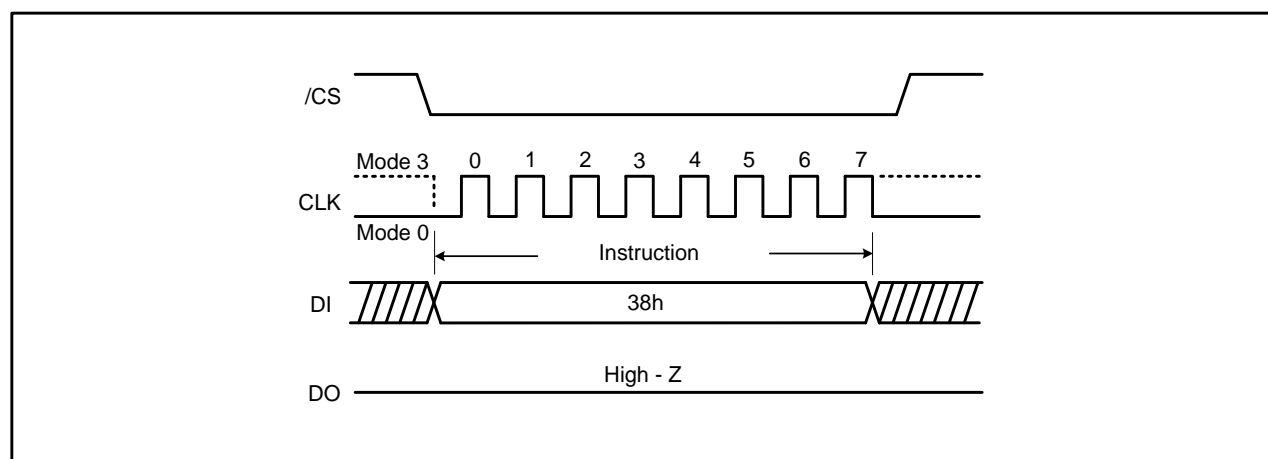 /CS
Mode 3 0 1 2 3 4 5 6 7
CLK
Mode 0
Instruction
DI 38h
High - Z
DO